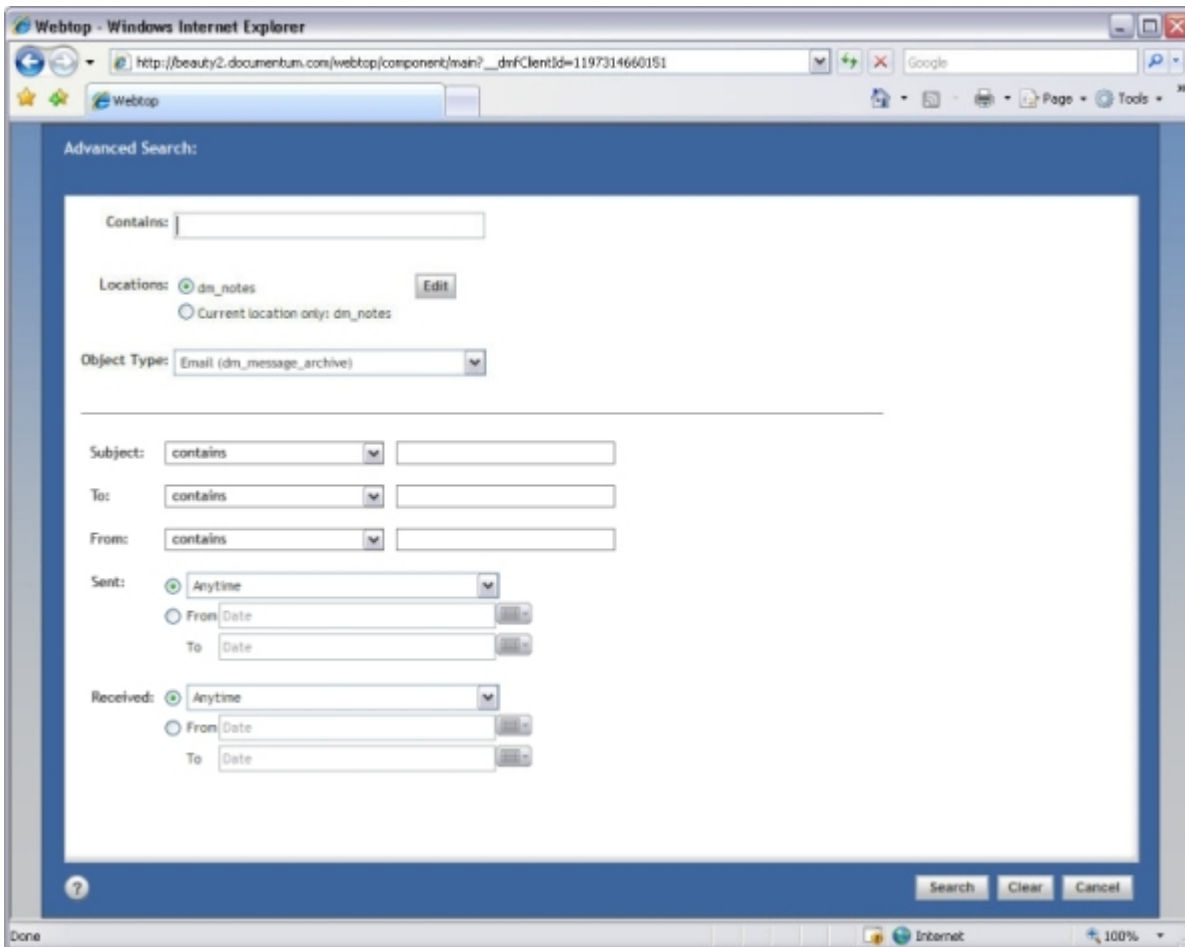 Webtop - Windows Internet Explorer
http://beauty2.documentum.com/webtop/component/main?__dmfClientId=1197314660151
Google
Webtop
Page
Tools
Advanced Search:
Contains:
Locations: dm_notes Edit
Current location only: dm_notes
Object Type: Email (dm_message_archive)
Subject: contains
To: contains
From: contains
Sent: Anytime
From Date
To Date
Received: Anytime
From Date
To Date
? Search Clear Cancel
Done Internet 100%